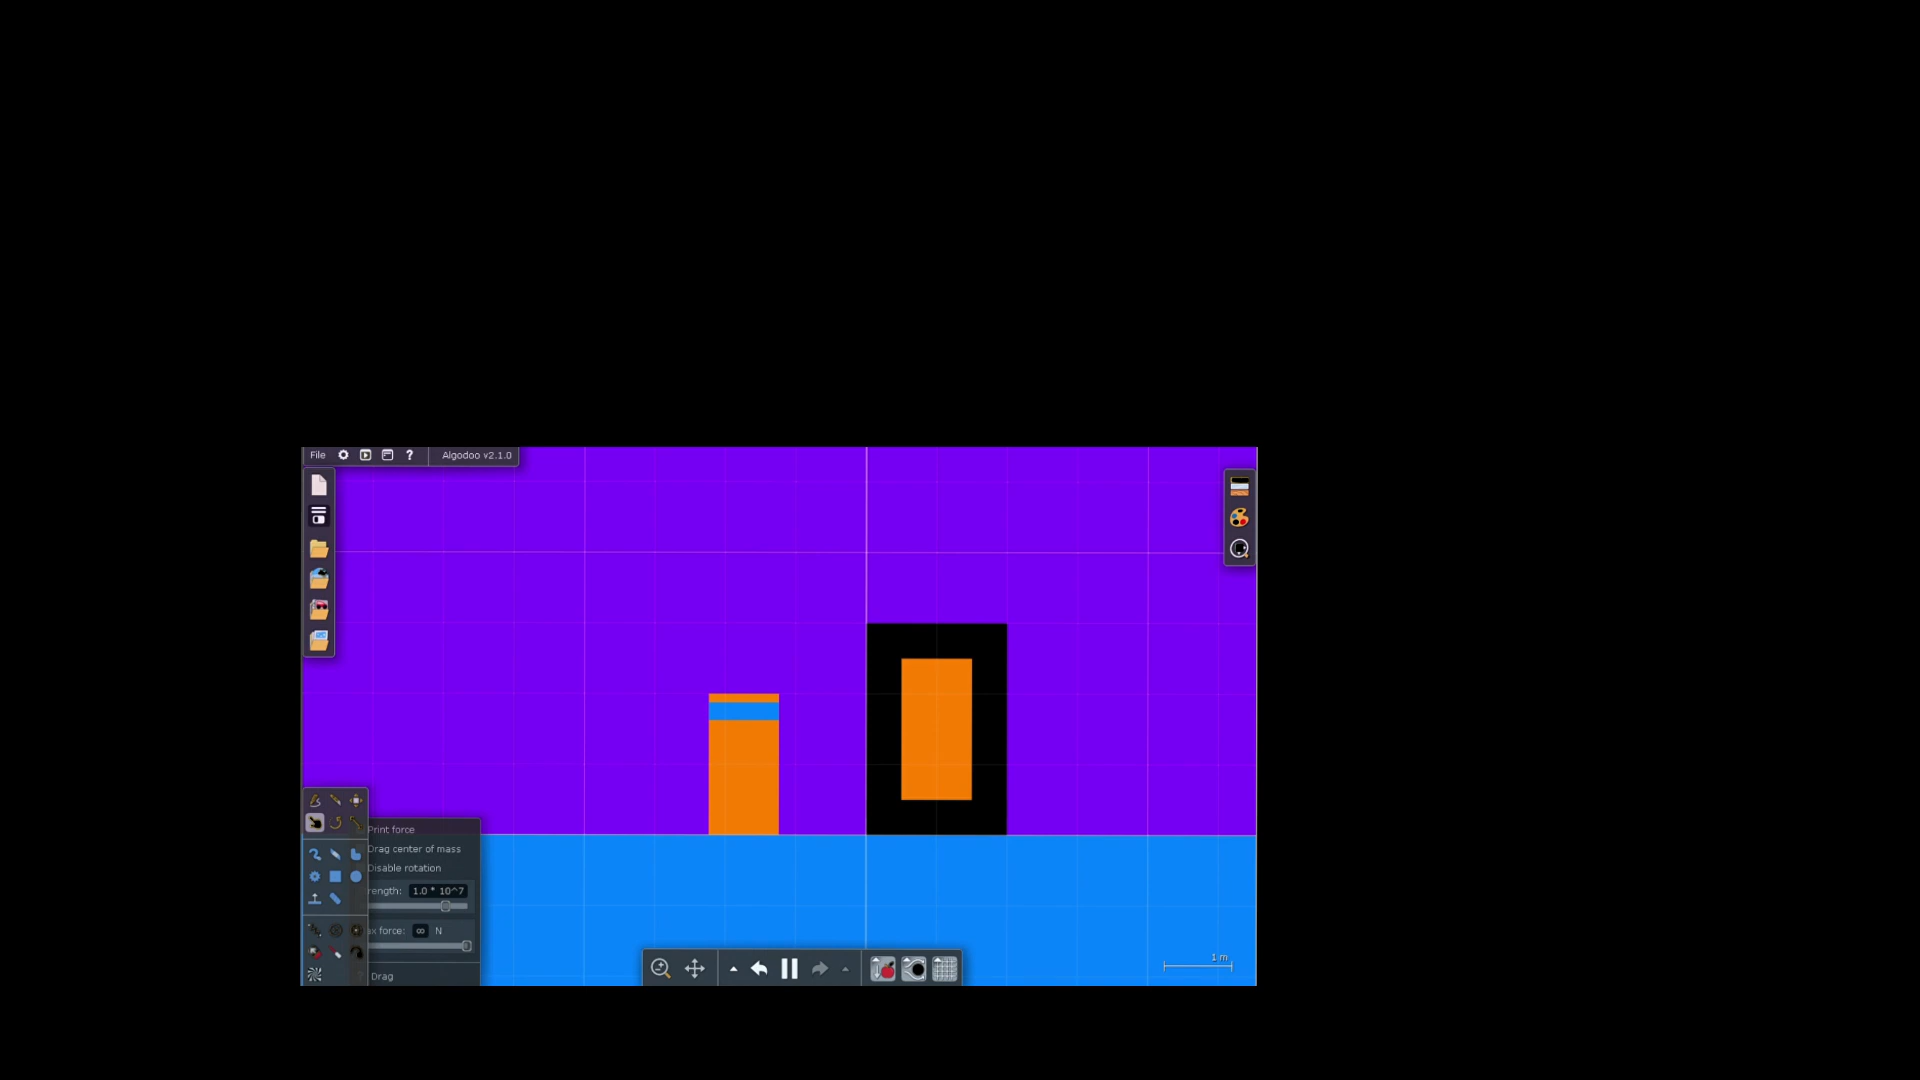 File ? Algodoo v2.1.0
Print force
Drag center of mass
Disable rotation
rength: 1.0 * 10^7
ax force: ∞ N
Drag
1 m